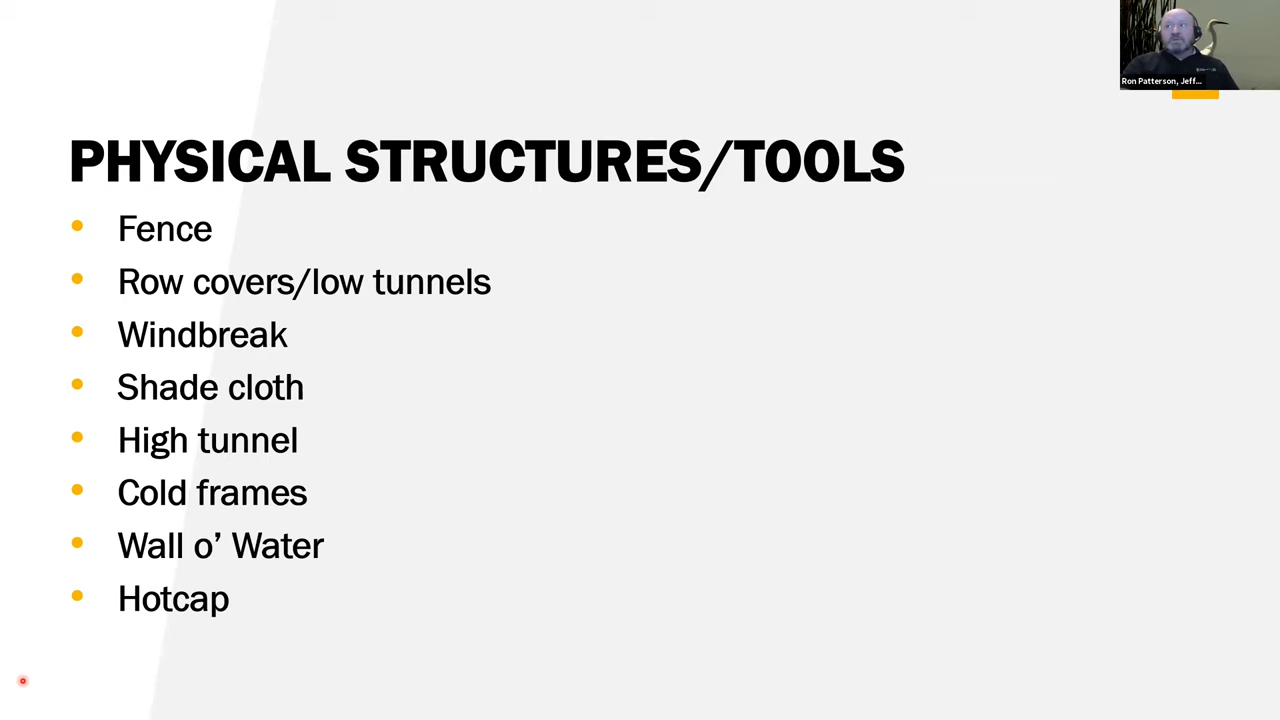 PHYSICAL STRUCTURES/TOOLS
Fence
Row covers/low tunnels
Windbreak
Shade cloth
High tunnel
Cold frames
Wall o’ Water
Hotcap
Ron Patterson, Jeff...